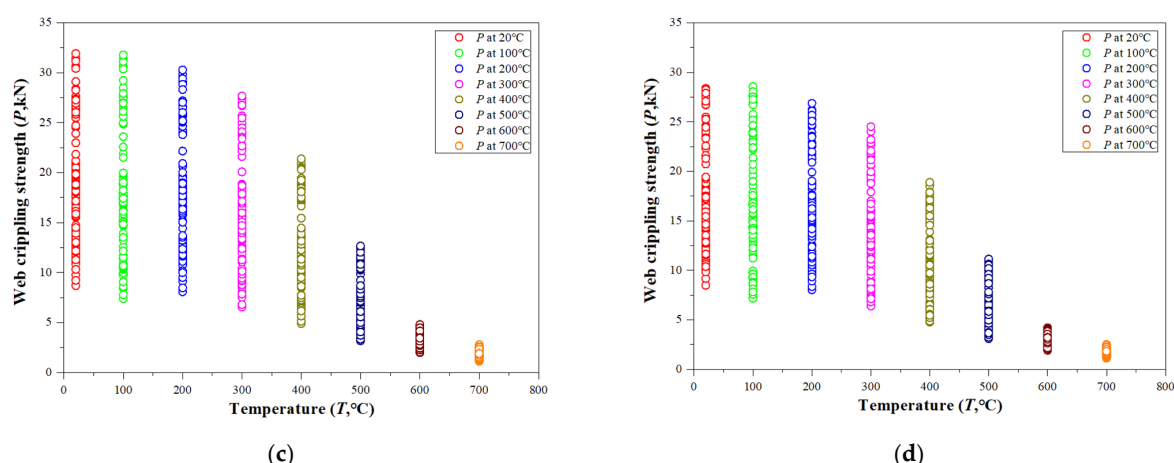 35
30
25
20
15
10
5
0
Web crippling strength (P,kN)
P at 20℃
P at 100℃
P at 200℃
P at 300℃
P at 400℃
P at 500℃
P at 600℃
P at 700℃
0 100 200 300 400 500 600 700 800
Temperature (T,℃)
(c)
35
30
25
20
15
10
5
0
Web crippling strength (P,kN)
P at 20℃
P at 100℃
P at 200℃
P at 300℃
P at 400℃
P at 500℃
P at 600℃
P at 700℃
0 100 200 300 400 500 600 700 800
Temperature (T,℃)
(d)